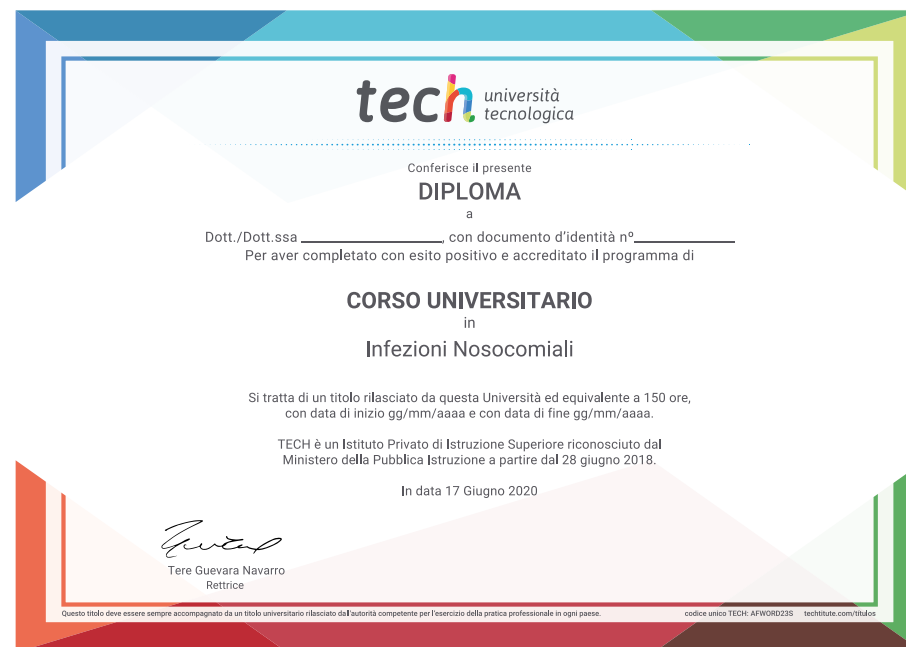 tech università
tecnologica
Conferisce il presente
DIPLOMA
a
Dott./Dott.ssa ____________, con documento d'identità nº____________
Per aver completato con esito positivo e accreditato il programma di
CORSO UNIVERSITARIO
in
Infezioni Nosocomiali
Si tratta di un titolo rilasciato da questa Università ed equivalente a 150 ore,
con data di inizio gg/mm/aaaa e con data di fine gg/mm/aaaa.
TECH è un Istituto Privato di Istruzione Superiore riconosciuto dal
Ministero della Pubblica Istruzione a partire dal 28 giugno 2018.
In data 17 Giugno 2020
Tere Guevara Navarro
Rettrice
Questo titolo deve essere sempre accompagnato da un titolo universitario rilasciato dall'autorità competente per l'esercizio della pratica professionale in ogni paese.
codice unico TECH: AFWORD23S techtitute.com/títulos